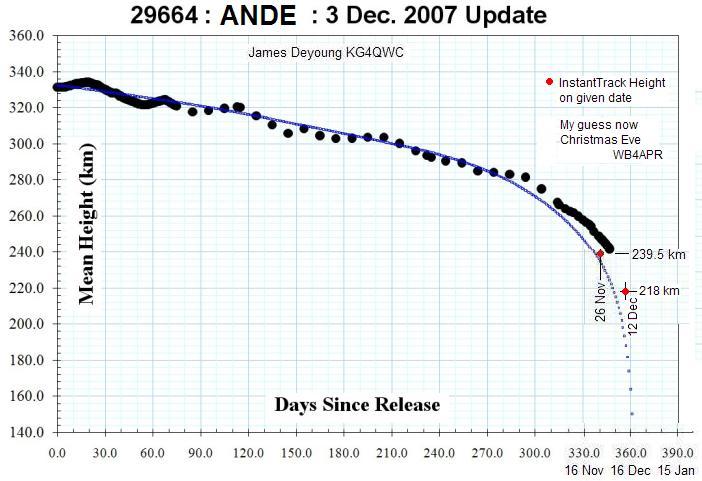 29664 : ANDE : 3 Dec. 2007 Update
360.0
340.0
320.0
300.0
280.0
260.0
240.0
220.0
200.0
180.0
160.0
140.0
Mean Height (km)
James Deyoung KG4QWC
InstantTrack Height
on given date
My guess now
Christmas Eve
WB4APR
239.5 km
218 km
26 Nov
12 Dec
Days Since Release
0.0 30.0 60.0 90.0 120.0 150.0 180.0 210.0 240.0 270.0 300.0 330.0 360.0 390.0
16 Nov 16 Dec 15 Jan